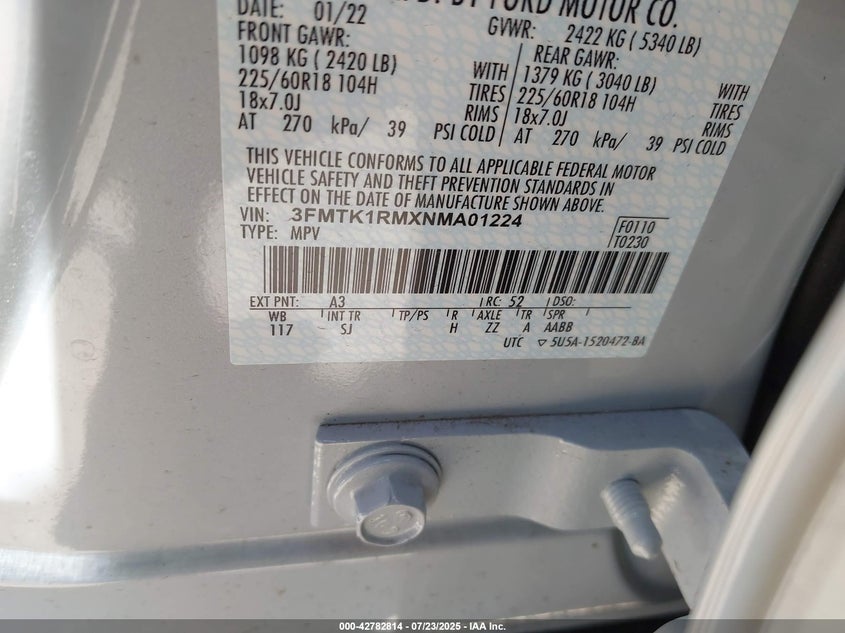 BY FORD MOTOR CO.
DATE: 01/22
GVWR: 2422 KG ( 5340 LB)
FRONT GAWR:
1098 KG ( 2420 LB) WITH
225/60R18 104H TIRES
18x7.0J RIMS
AT 270 kPa/ 39 PSI COLD
REAR GAWR:
1379 KG ( 3040 LB) WITH
225/60R18 104H TIRES
18x7.0J RIMS
AT 270 kPa/ 39 PSI COLD
THIS VEHICLE CONFORMS TO ALL APPLICABLE FEDERAL MOTOR
VEHICLE SAFETY AND THEFT PREVENTION STANDARDS IN
EFFECT ON THE DATE OF MANUFACTURE SHOWN ABOVE.
VIN: 3FMTK1RMXNMA01224
TYPE: MPV
F0110
T0230
EXT PNT: A3 RC: 52 DSO:
WB INT TR TP/PS R AXLE TR SPR
117 SJ H ZZ A AABB
UTC ▽ 5U5A-1520472-BA
000-42782814 - 07/23/2025 - IAA Inc.